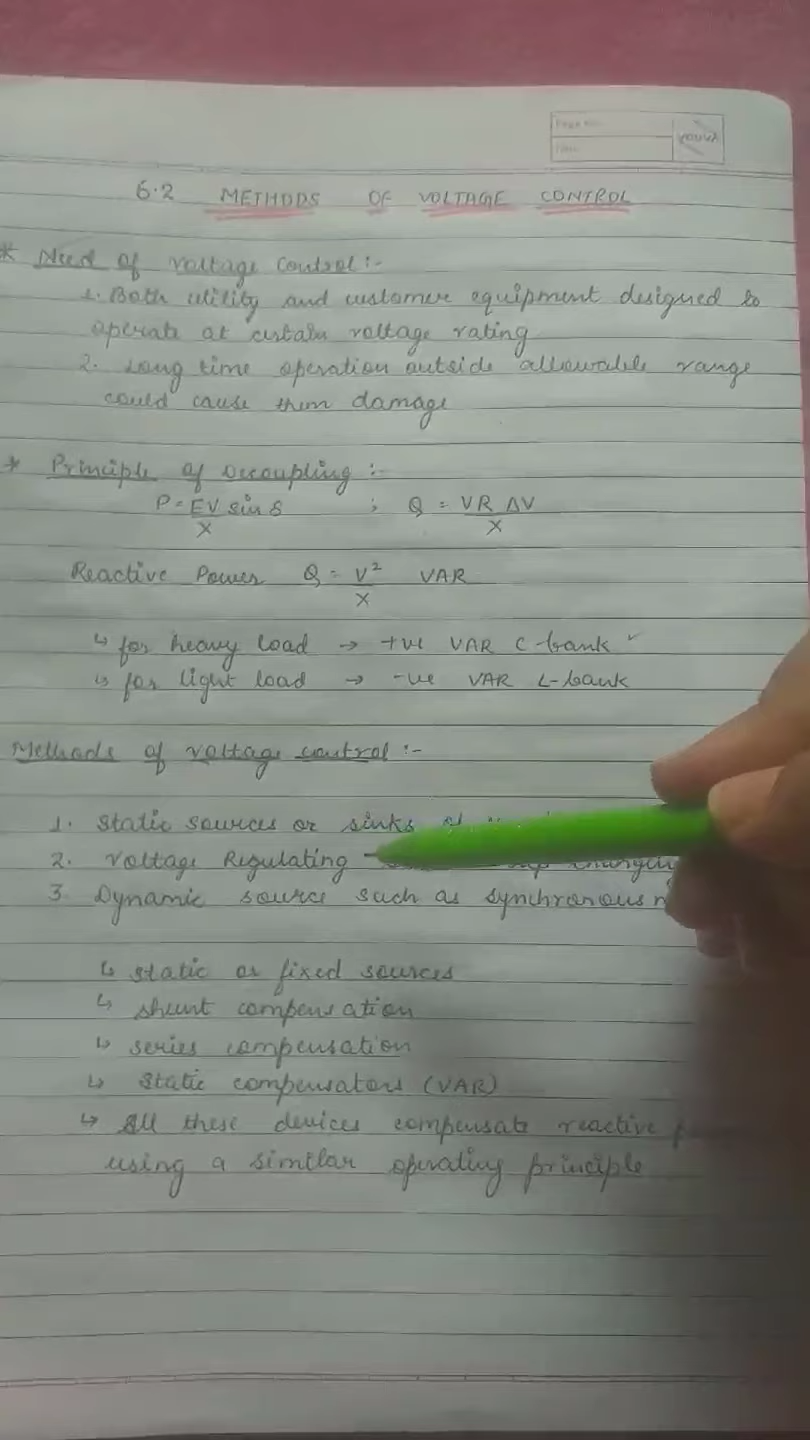 Page No.
Date
YOUVA
6.2 METHODS OF VOLTAGE CONTROL
* Need of Voltage Control :-
1. Both utility and customer equipment designed to
operate at certain voltage rating
2. Long time operation outside allowable range
could cause them damage
* Principle of Decoupling :-
P = EV sin δ / X ; Q = VR ΔV / X
Reactive Power Q = V² / X VAR
↳ for heavy load → +ve VAR C-bank
↳ for light load → -ve VAR L-bank
Methods of voltage control :-
1. Static sources or sinks of
2. Voltage Regulating
3. Dynamic source such as synchronous
↳ static or fixed sources
↳ shunt compensation
↳ series compensation
↳ Static compensators (VAR)
↳ All these devices compensate reactive
using a similar operating principle